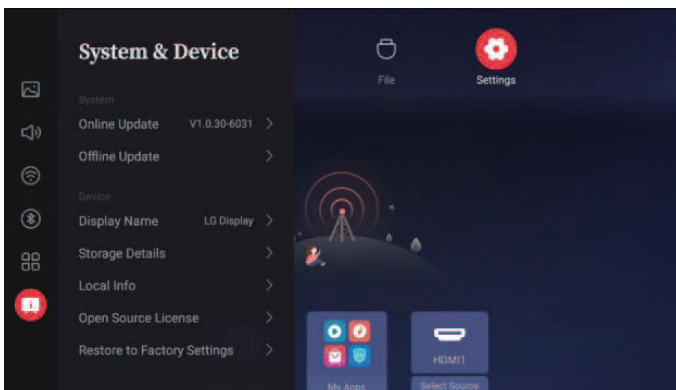 System & Device
System
Online Update V1.0.30-6031
Offline Update
Device
Display Name LG Display
Storage Details
Local Info
Open Source License
Restore to Factory Settings
File
Settings
My Apps
HDMI1
Select Source